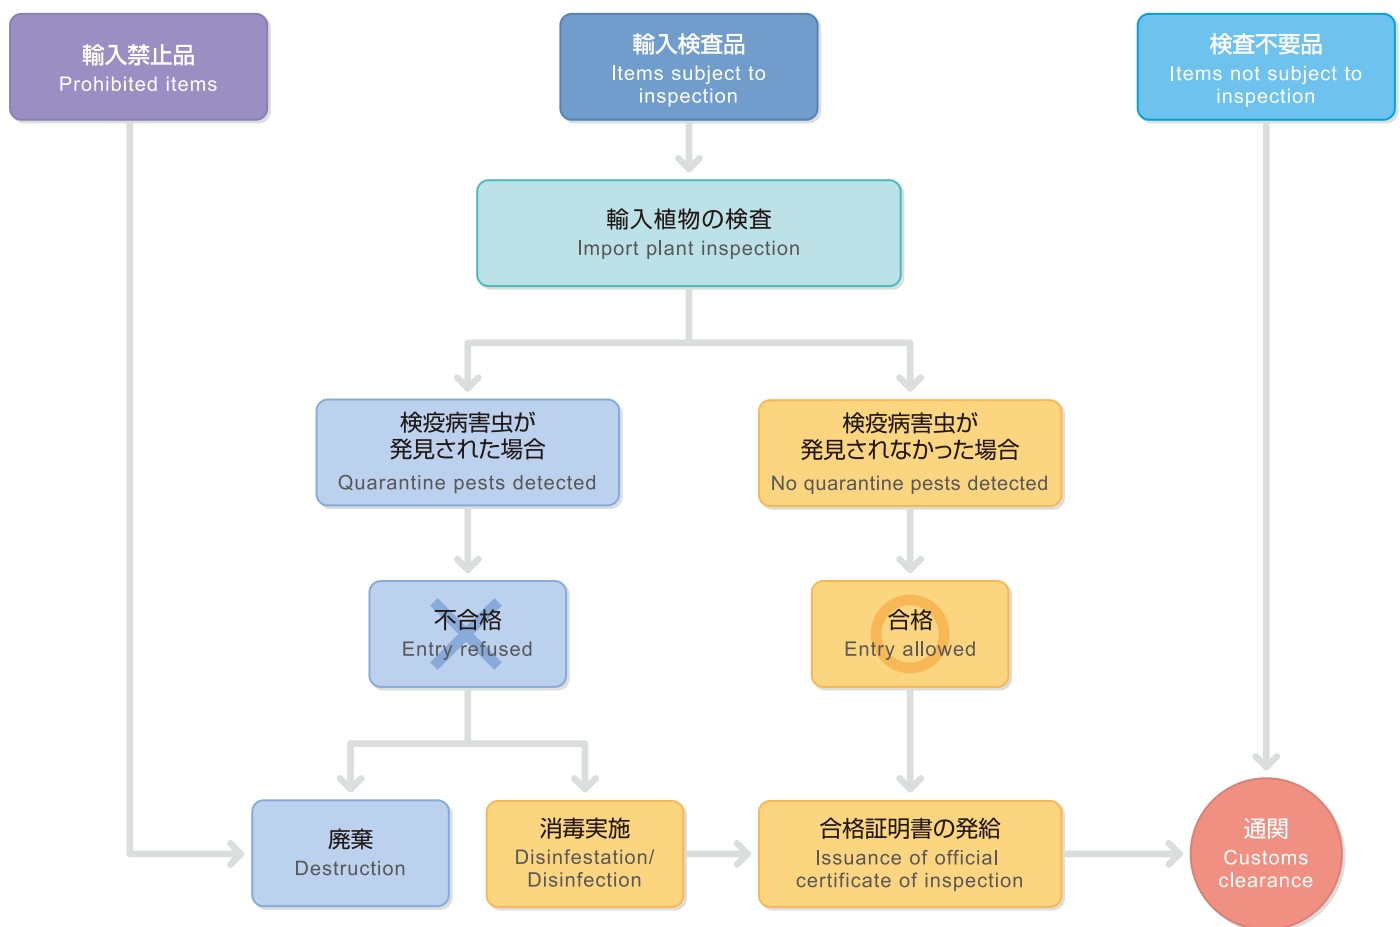 輸入禁止品
Prohibited items
輸入検査品
Items subject to
inspection
検査不要品
Items not subject to
inspection
輸入植物の検査
Import plant inspection
検疫病害虫が
発見された場合
Quarantine pests detected
検疫病害虫が
発見されなかった場合
No quarantine pests detected
不合格
Entry refused
合格
Entry allowed
廃棄
Destruction
消毒実施
Disinfestation/
Disinfection
合格証明書の発給
Issuance of official
certificate of inspection
通関
Customs
clearance